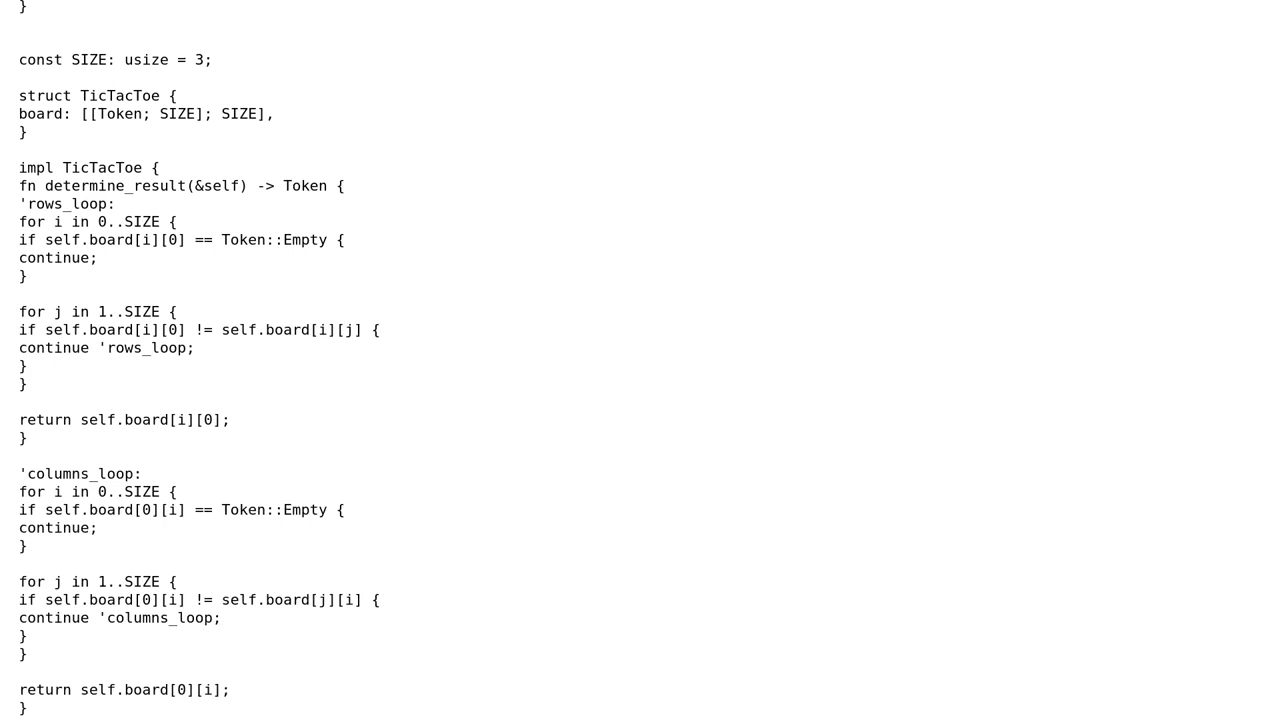 }
const SIZE: usize = 3;
struct TicTacToe {
board: [[Token; SIZE]; SIZE],
}
impl TicTacToe {
fn determine_result(&self) -> Token {
'rows_loop:
for i in 0..SIZE {
if self.board[i][0] == Token::Empty {
continue;
}
for j in 1..SIZE {
if self.board[i][0] != self.board[i][j] {
continue 'rows_loop;
}
}
return self.board[i][0];
}
'columns_loop:
for i in 0..SIZE {
if self.board[0][i] == Token::Empty {
continue;
}
for j in 1..SIZE {
if self.board[0][i] != self.board[j][i] {
continue 'columns_loop;
}
}
return self.board[0][i];
}